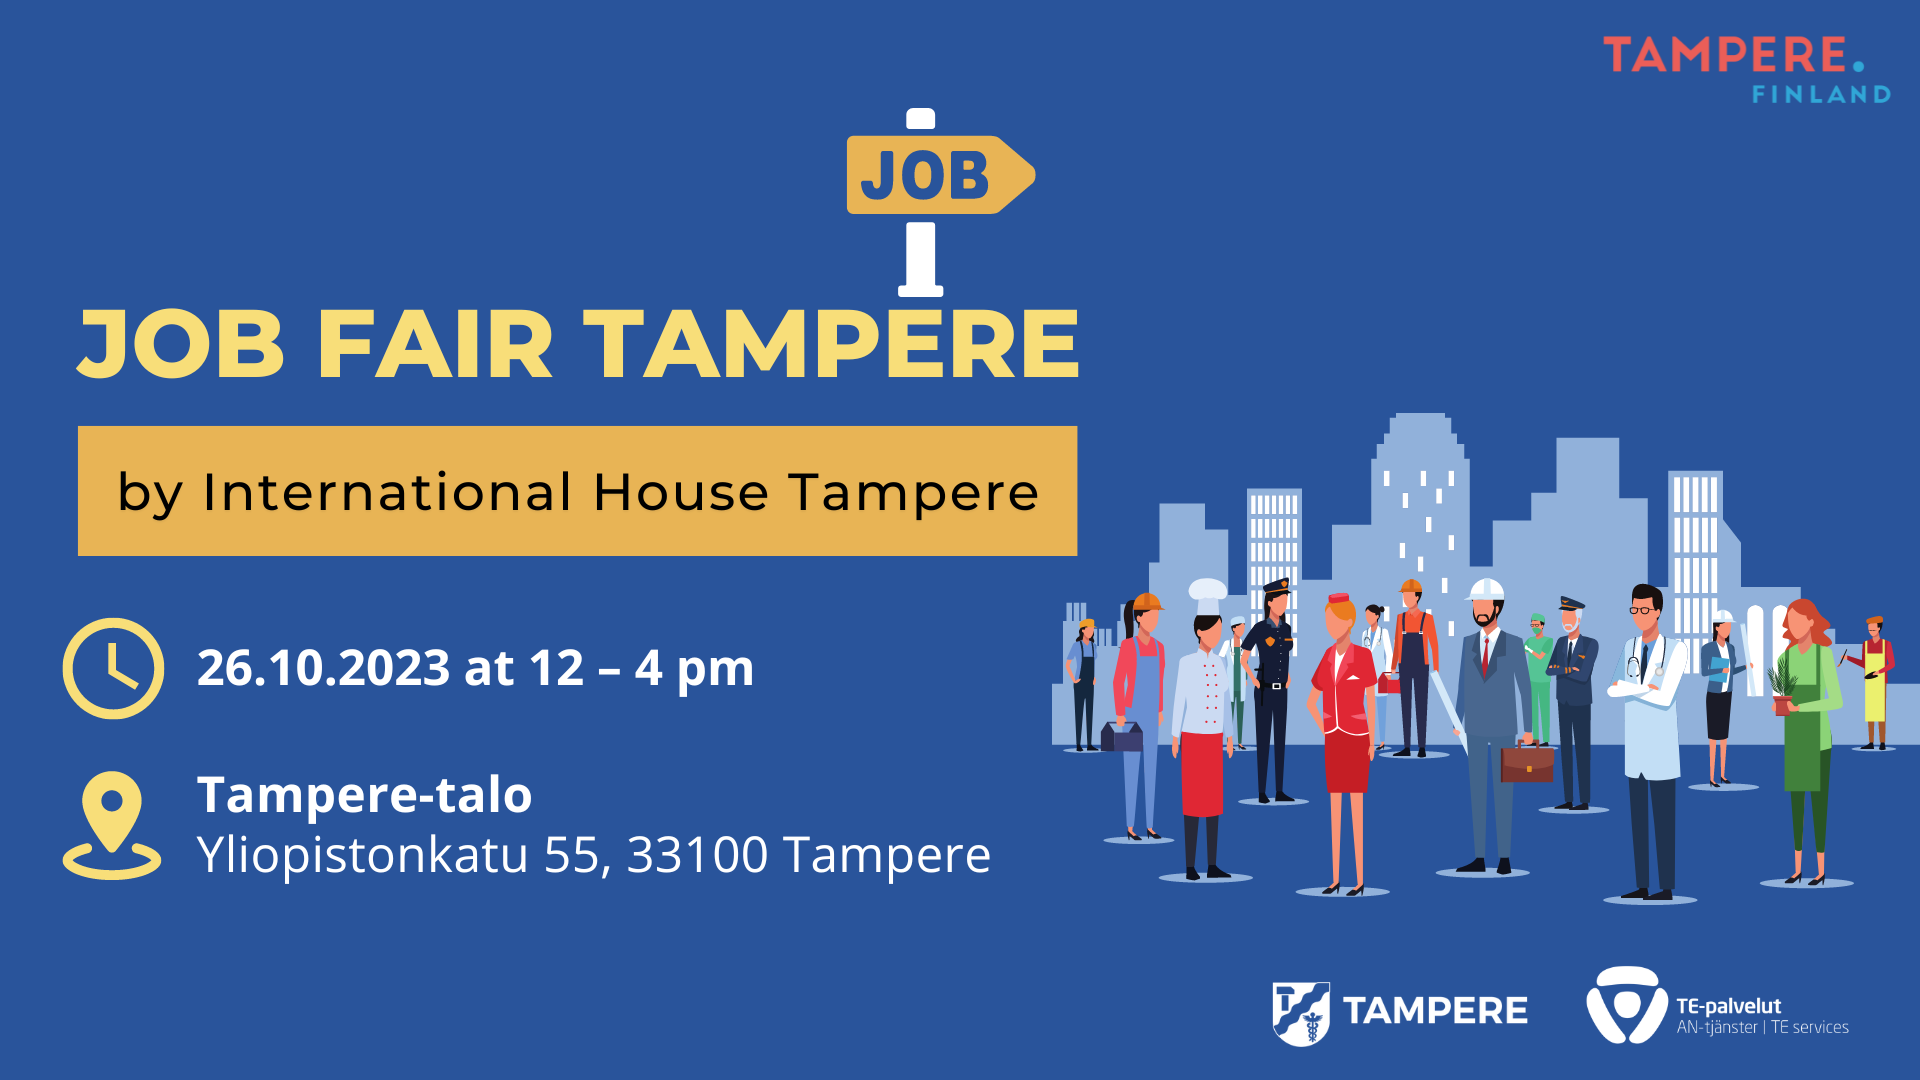 TAMPERE.
FINLAND
JOB
JOB FAIR TAMPERE
by International House Tampere
26.10.2023 at 12 – 4 pm
Tampere-talo
Yliopistonkatu 55, 33100 Tampere
TAMPERE
TE-palvelut
AN-tjänster | TE services